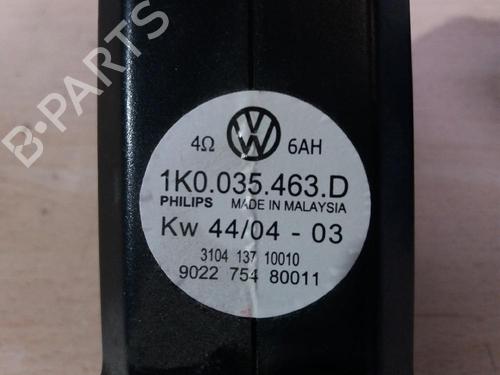 B-PARTS
4Ω 6AH
1K0.035.463.D
PHILIPS MADE IN MALAYSIA
Kw 44/04 - 03
3104 137 10010
9022 754 80011